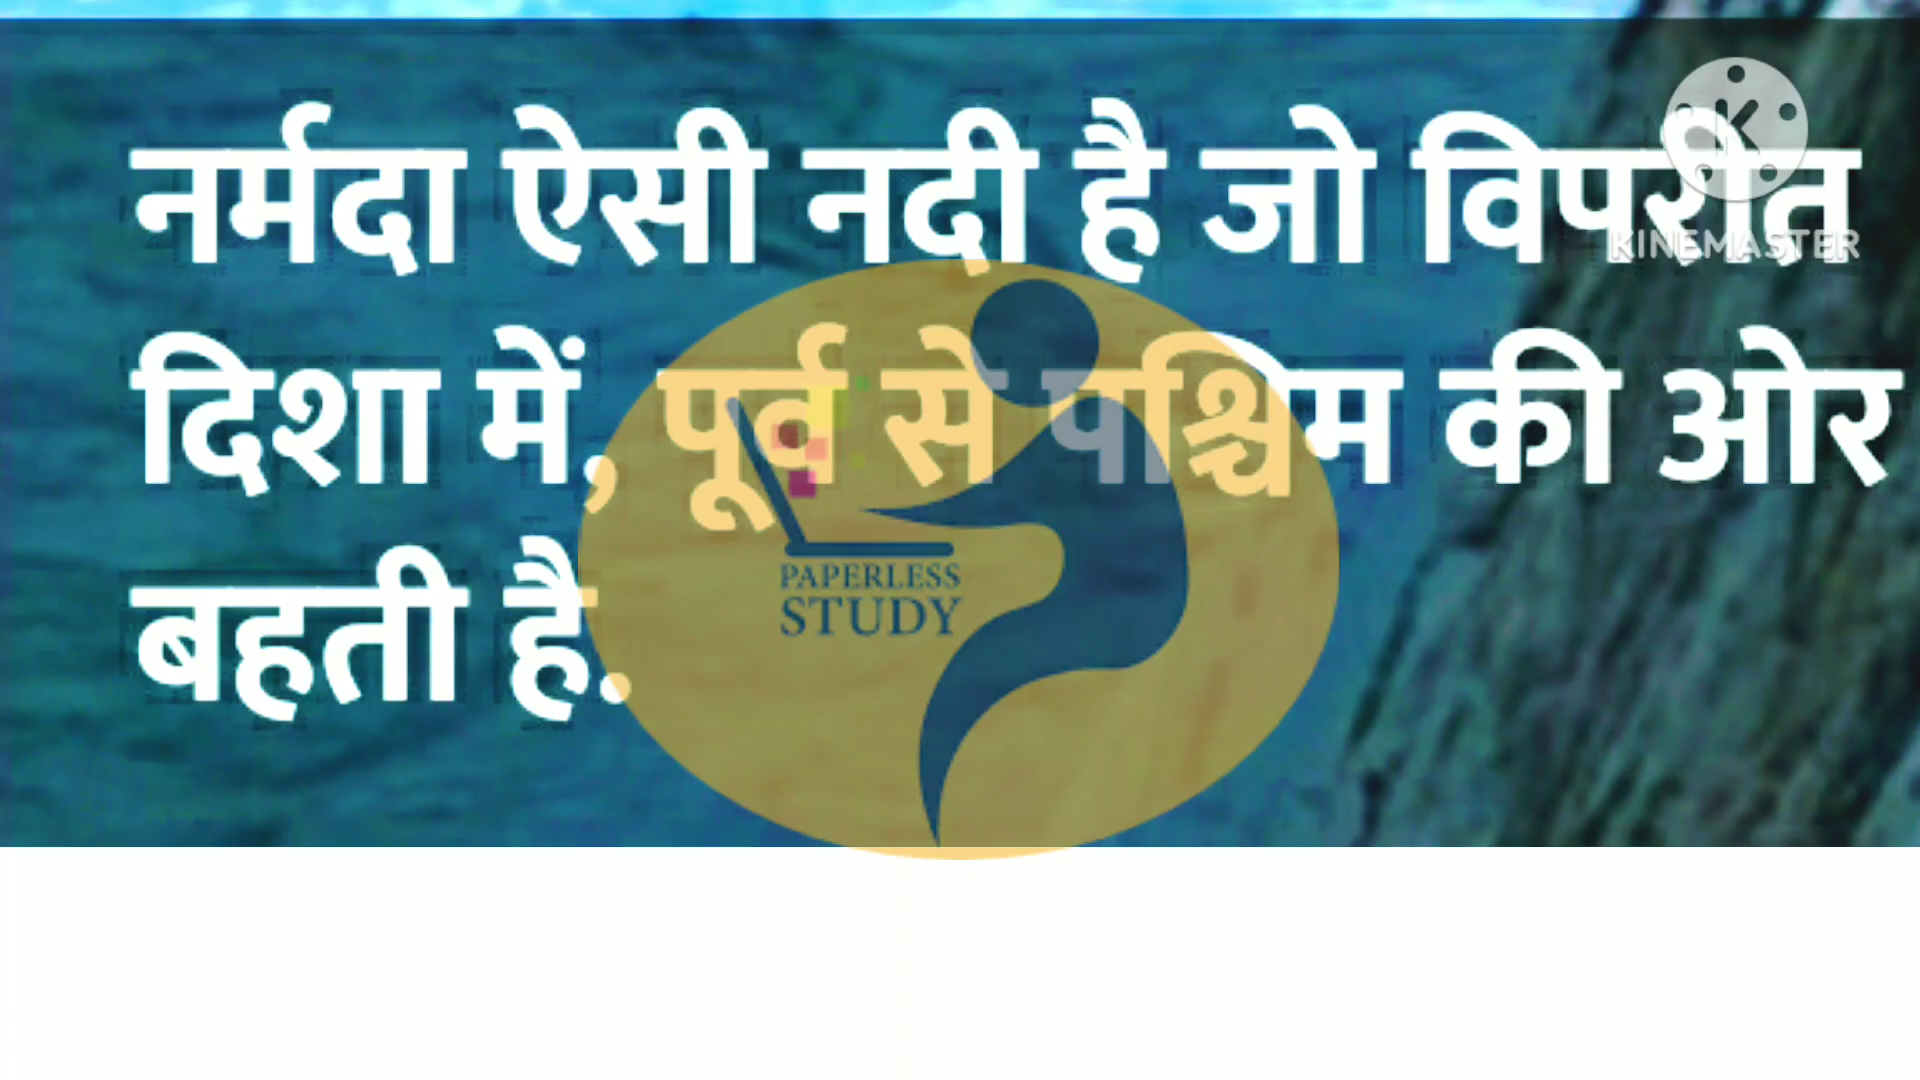 नर्मदा ऐसी नदी है जो विपरीत
KINEMASTER
दिशा में, पूर्व से पश्चिम की ओर
बहती है.
PAPERLESS
STUDY